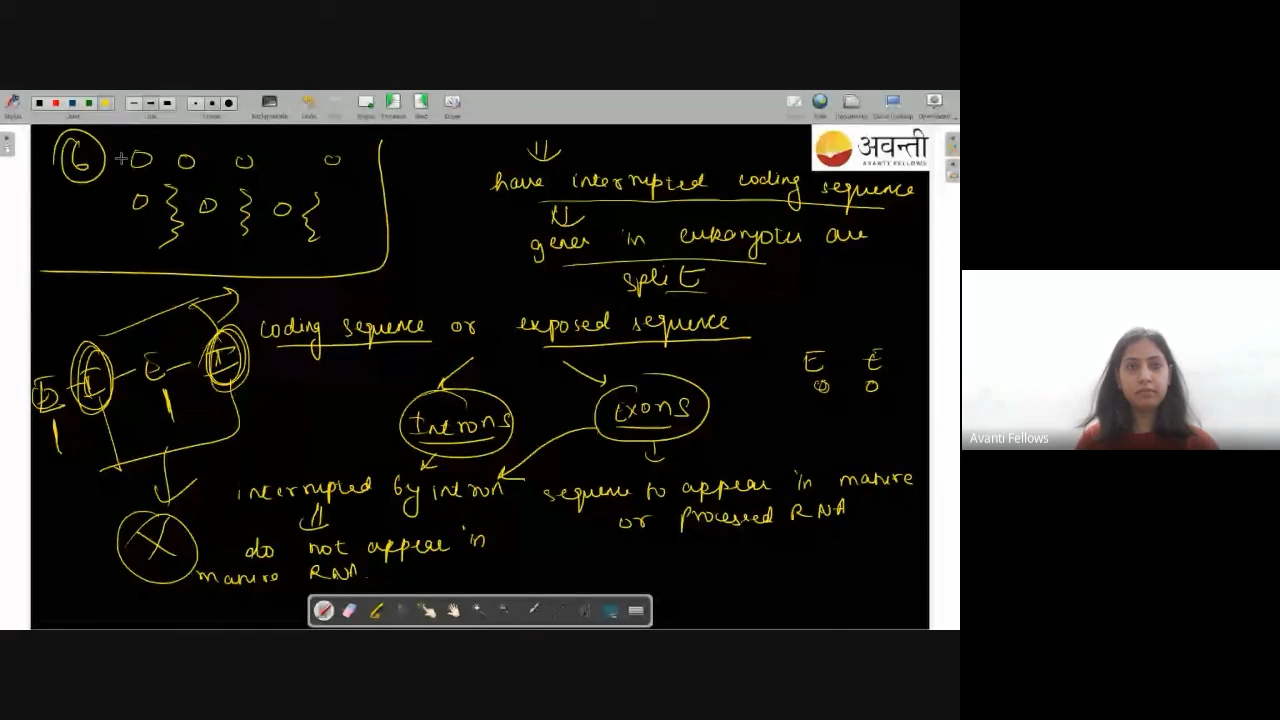 अवन्ती
AVANTI FELLOWS
6
have interrupted coding sequence
genes in eukaryotes are
split
coding sequence or exposed sequence
E I E I
E E
Introns
Exons
interrupted by intron
sequence to appear in mature
or processed RNA
do not appear in
mature RNA.
Avanti Fellows